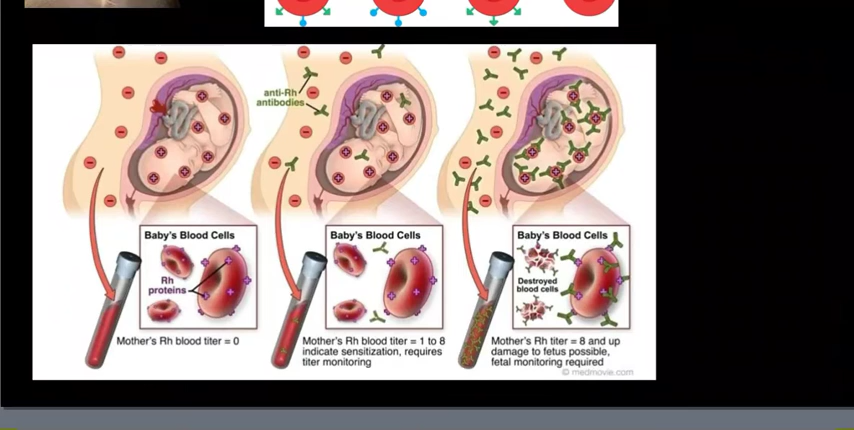 anti-Rh
antibodies
Baby's Blood Cells
Rh
proteins
Mother's Rh blood titer = 0
Baby's Blood Cells
Mother's Rh blood titer = 1 to 8
indicate sensitization, requires
titer monitoring
Baby's Blood Cells
Destroyed
blood cells
Mother's Rh titer = 8 and up
damage to fetus possible,
fetal monitoring required
© medmovie.com